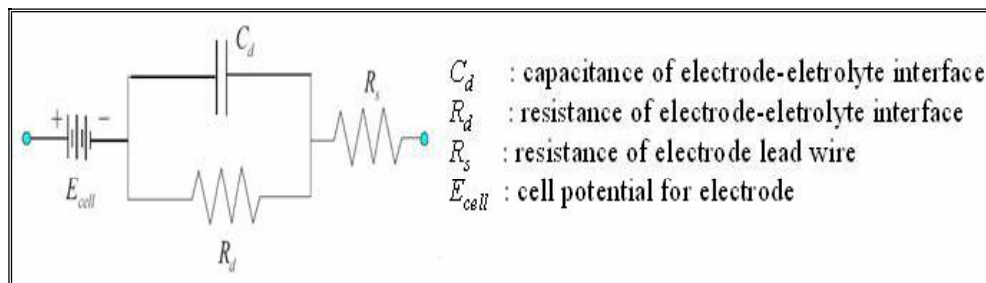 C_d
R_s
+ −
E_cell
R_d
C_d : capacitance of electrode-eletrolyte interface
R_d : resistance of electrode-eletrolyte interface
R_s : resistance of electrode lead wire
E_cell : cell potential for electrode